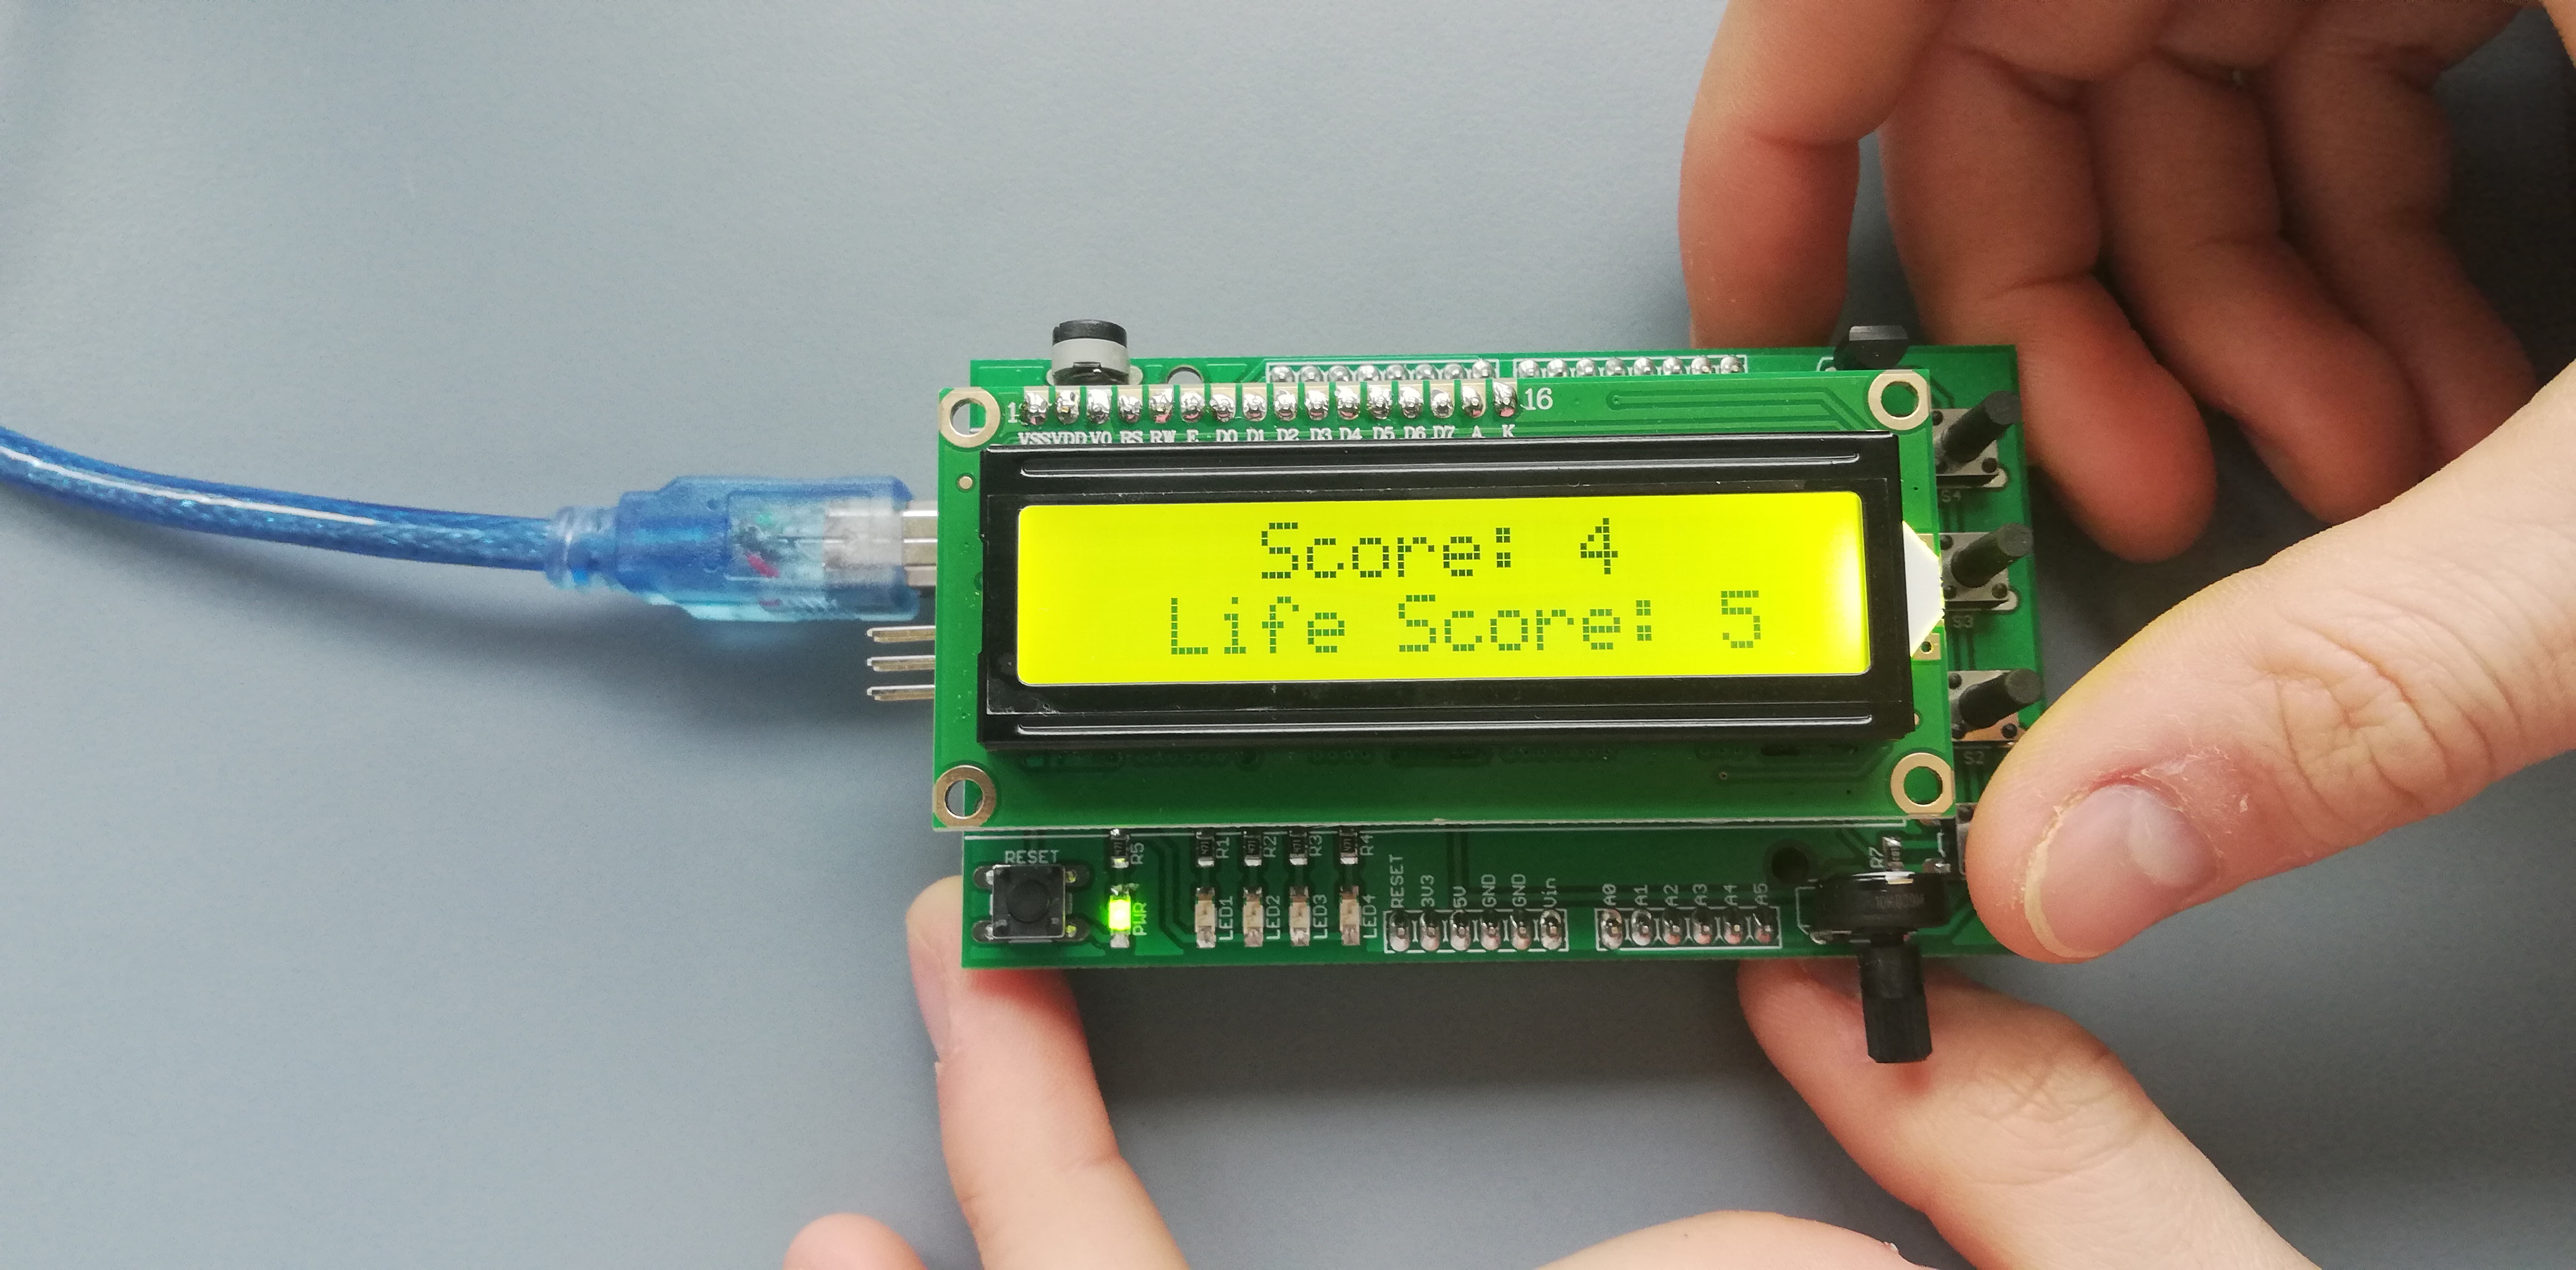 1 16
VSS VDD V0 RS RW E D0 D1 D2 D3 D4 D5 D6 D7 A K
Score: 4
Life Score: 5
S4
S3
S2
RESET
R5 R1 R2 R3 R4
PWR LED1 LED2 LED3 LED4
RESET 3V3 5V GND GND Vin
A0 A1 A2 A3 A4 A5
R7